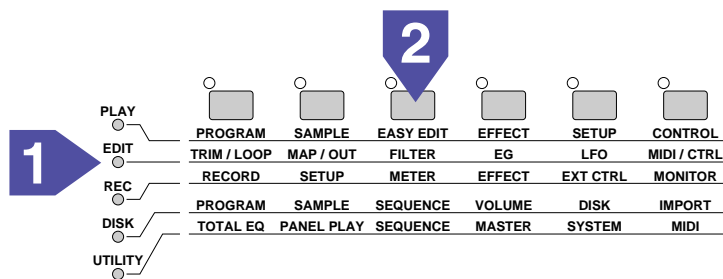 2
PLAY
PROGRAM SAMPLE EASY EDIT EFFECT SETUP CONTROL
1
EDIT
TRIM / LOOP MAP / OUT FILTER EG LFO MIDI / CTRL
REC
RECORD SETUP METER EFFECT EXT CTRL MONITOR
DISK
PROGRAM SAMPLE SEQUENCE VOLUME DISK IMPORT
UTILITY
TOTAL EQ PANEL PLAY SEQUENCE MASTER SYSTEM MIDI